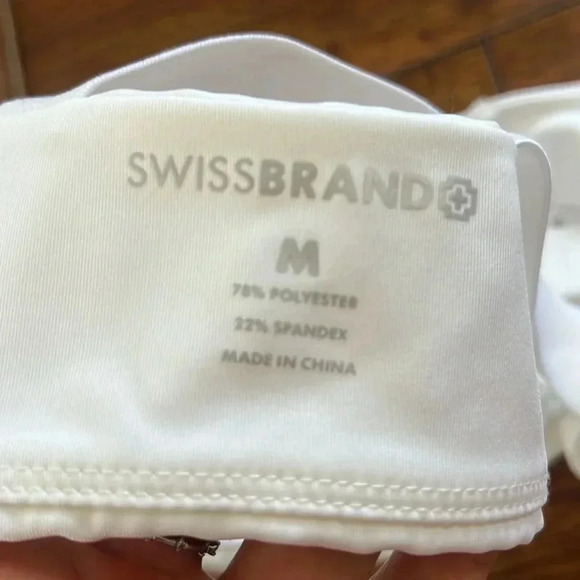 SWISSBRAND
M
78% POLYESTER
22% SPANDEX
MADE IN CHINA